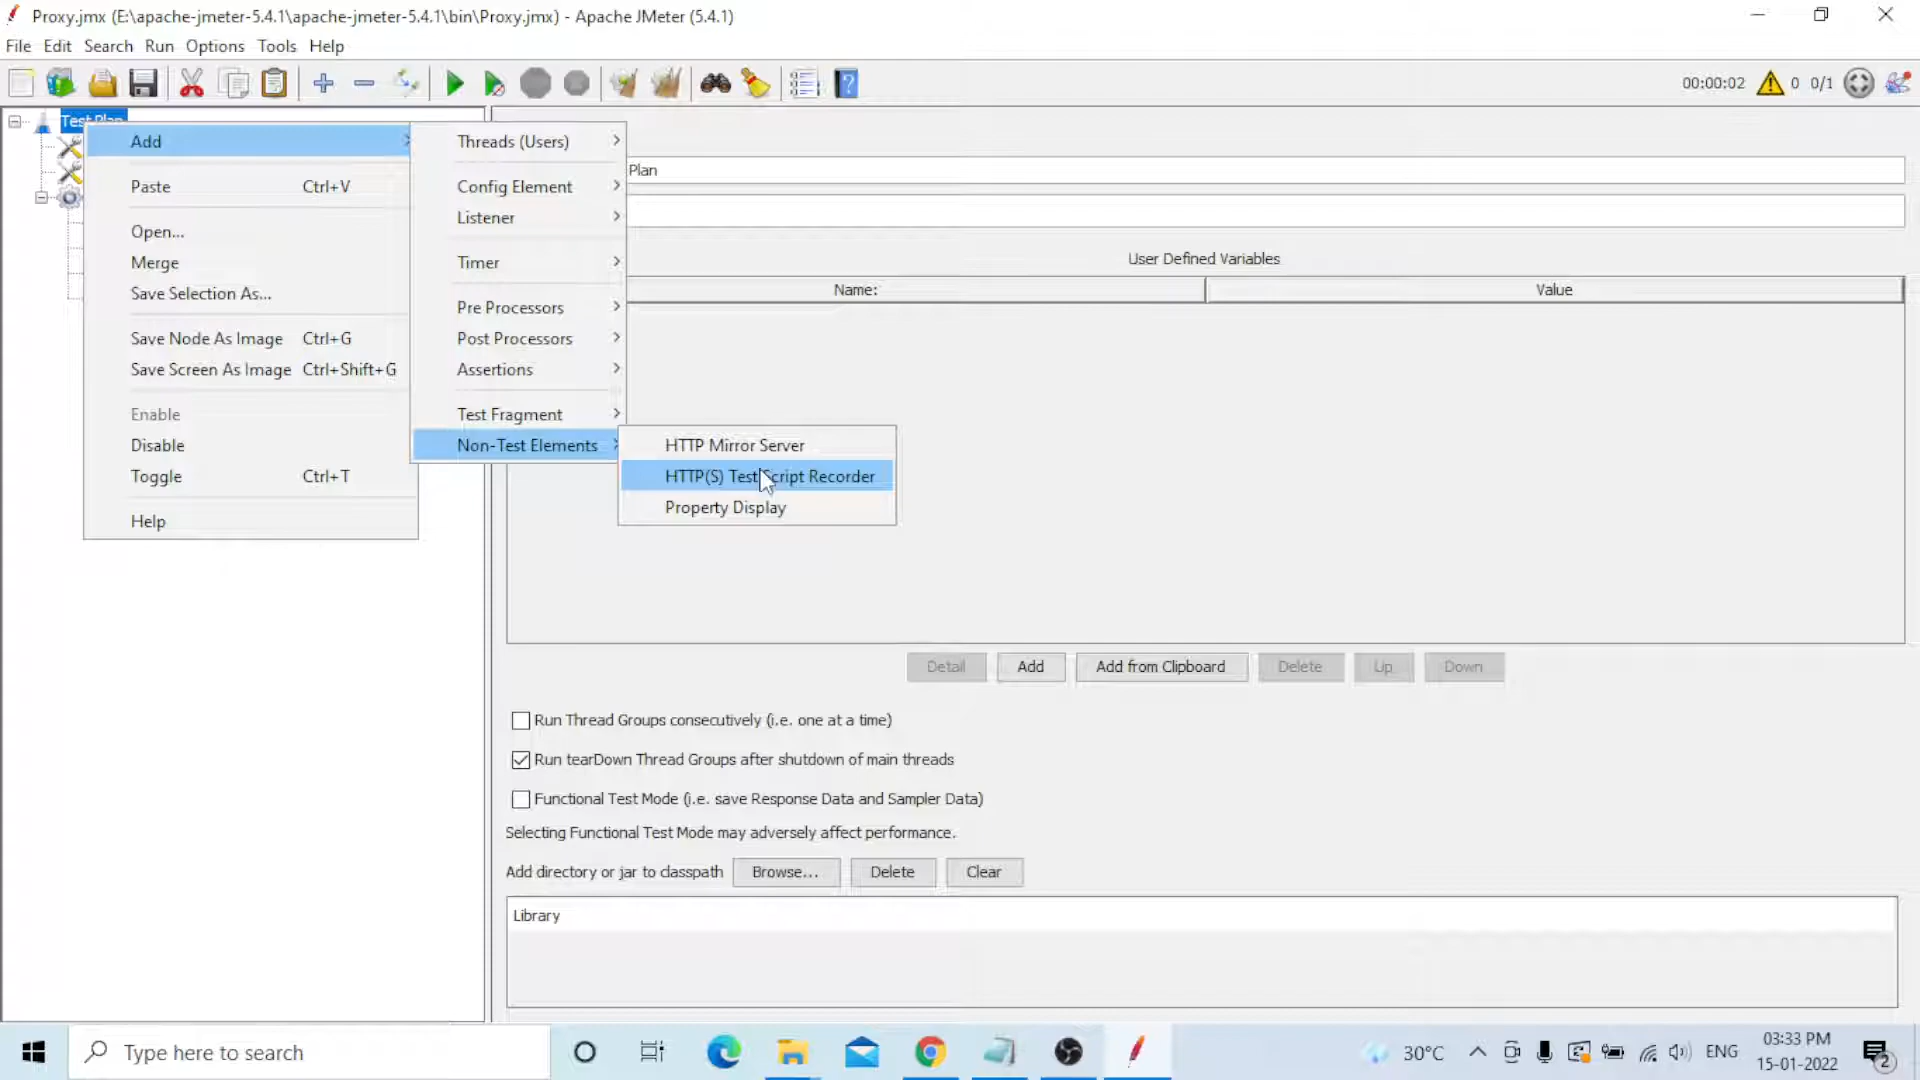 Proxy.jmx (E:\apache-jmeter-5.4.1\apache-jmeter-5.4.1\bin\Proxy.jmx) - Apache JMeter (5.4.1)
File Edit Search Run Options Tools Help
00:00:02 0 0/1
Test Plan
Add
Paste Ctrl+V
Open...
Merge
Save Selection As...
Save Node As Image Ctrl+G
Save Screen As Image Ctrl+Shift+G
Enable
Disable
Toggle Ctrl+T
Help
Threads (Users)
Config Element
Listener
Timer
Pre Processors
Post Processors
Assertions
Test Fragment
Non-Test Elements
HTTP Mirror Server
HTTP(S) Test Script Recorder
Property Display
Plan
User Defined Variables
Name: Value
Detail Add Add from Clipboard Delete Up Down
Run Thread Groups consecutively (i.e. one at a time)
Run tearDown Thread Groups after shutdown of main threads
Functional Test Mode (i.e. save Response Data and Sampler Data)
Selecting Functional Test Mode may adversely affect performance.
Add directory or jar to classpath Browse... Delete Clear
Library
Type here to search
30°C ENG
03:33 PM
15-01-2022
2